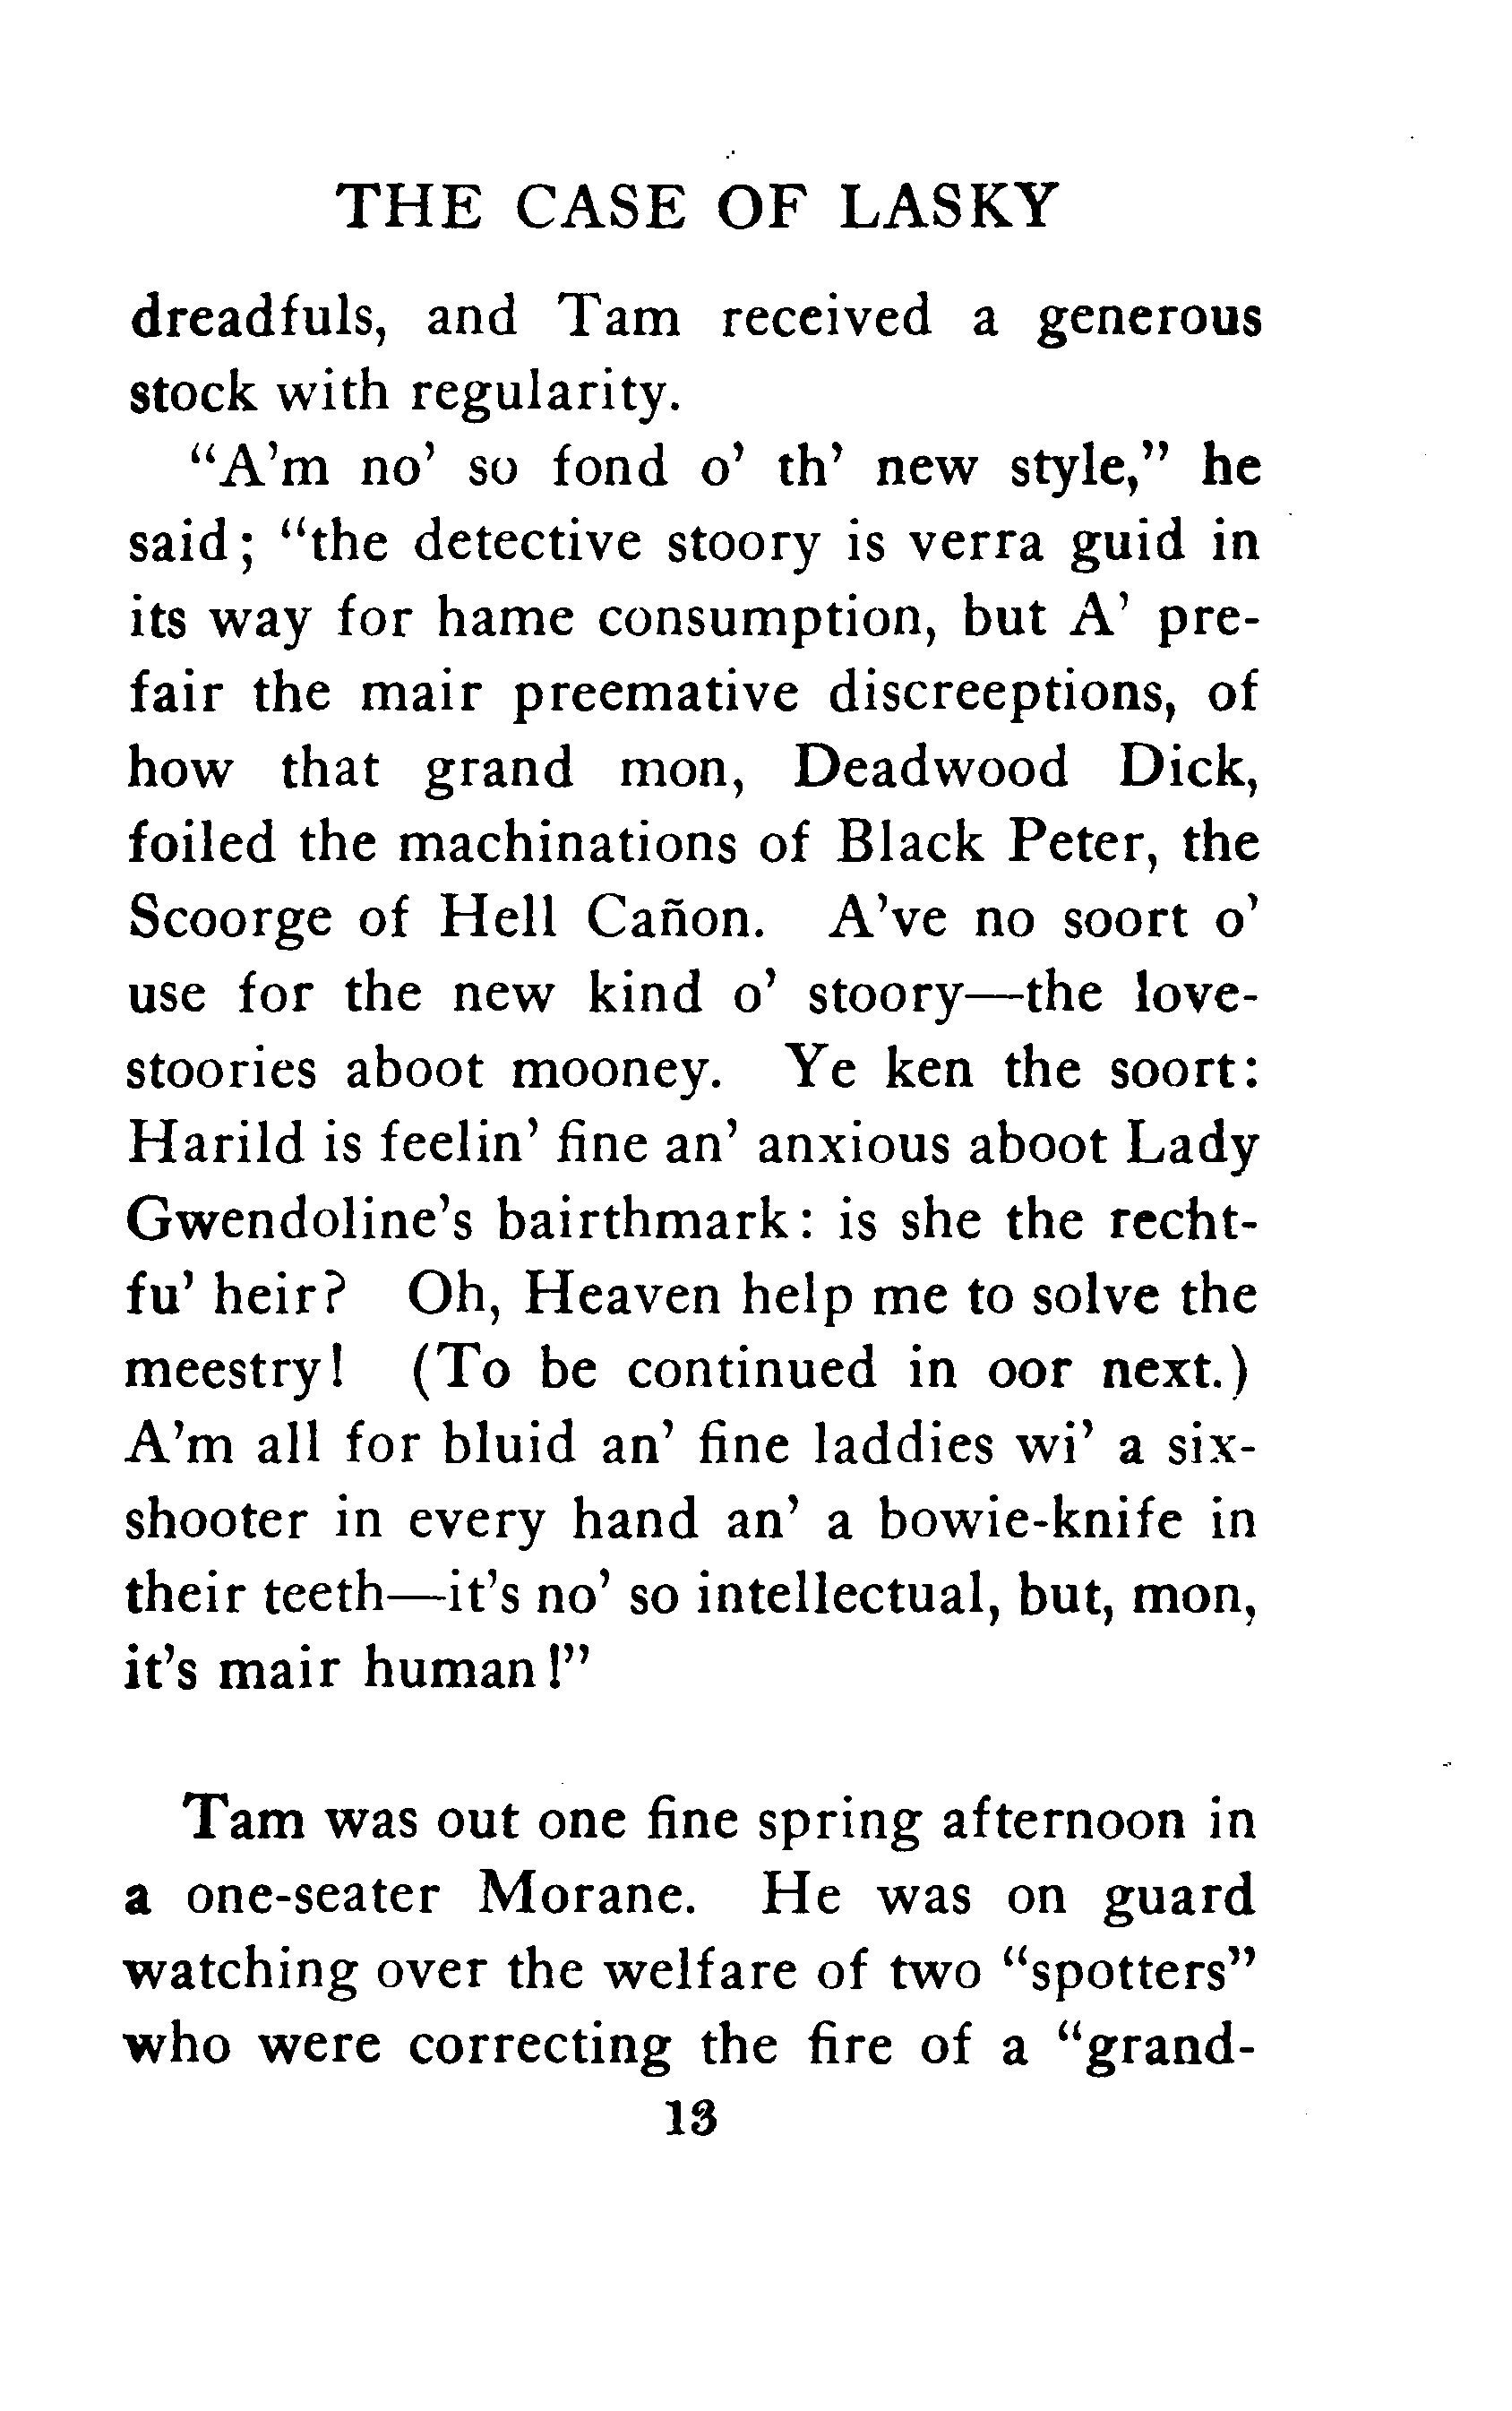 THE CASE OF LASKY
dreadfuls, and Tam received a generous
stock with regularity.
"A'm no' so fond o' th' new style," he
said; "the detective stoory is verra guid in
its way for hame consumption, but A' pre-
fair the mair preemative discreeptions, of
how that grand mon, Deadwood Dick,
foiled the machinations of Black Peter, the
Scoorge of Hell Cañon. A've no soort o'
use for the new kind o' stoory—the love-
stoories aboot mooney. Ye ken the soort:
Harild is feelin' fine an' anxious aboot Lady
Gwendoline's bairthmark: is she the recht-
fu' heir? Oh, Heaven help me to solve the
meestry! (To be continued in oor next.)
A'm all for bluid an' fine laddies wi' a six-
shooter in every hand an' a bowie-knife in
their teeth—it's no' so intellectual, but, mon,
it's mair human!"
Tam was out one fine spring afternoon in
a one-seater Morane. He was on guard
watching over the welfare of two "spotters"
who were correcting the fire of a "grand-
13